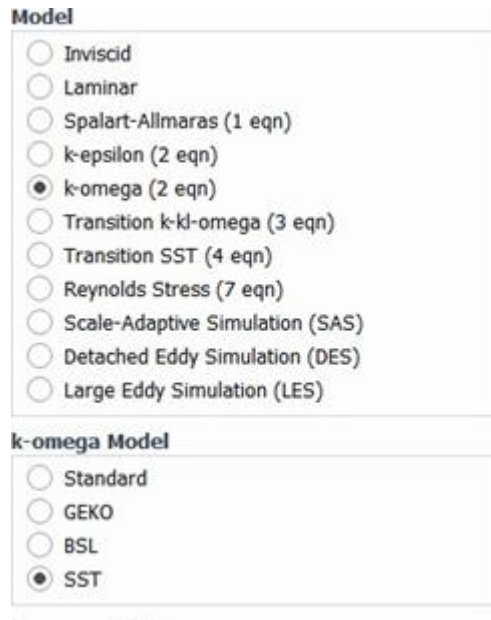 Model
Inviscid
Laminar
Spalart-Allmaras (1 eqn)
k-epsilon (2 eqn)
k-omega (2 eqn)
Transition k-kl-omega (3 eqn)
Transition SST (4 eqn)
Reynolds Stress (7 eqn)
Scale-Adaptive Simulation (SAS)
Detached Eddy Simulation (DES)
Large Eddy Simulation (LES)
k-omega Model
Standard
GEKO
BSL
SST